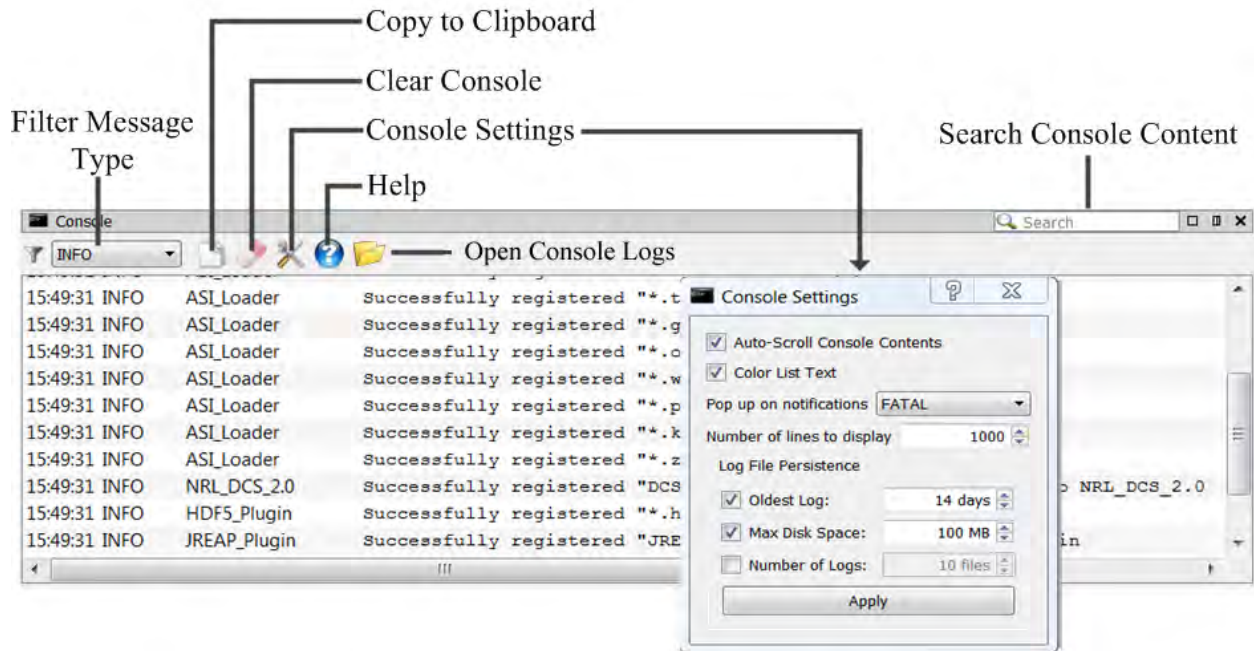 Copy to Clipboard
Clear Console
Filter Message
Type
Console Settings
Search Console Content
Help
Console
Search
INFO
Open Console Logs
15:49:31 INFO ASI_Loader Successfully registered "*.t
15:49:31 INFO ASI_Loader Successfully registered "*.g
15:49:31 INFO ASI_Loader Successfully registered "*.o
15:49:31 INFO ASI_Loader Successfully registered "*.w
15:49:31 INFO ASI_Loader Successfully registered "*.p
15:49:31 INFO ASI_Loader Successfully registered "*.k
15:49:31 INFO ASI_Loader Successfully registered "*.z
15:49:31 INFO NRL_DCS_2.0 Successfully registered "DCS NRL_DCS_2.0
15:49:31 INFO HDF5_Plugin Successfully registered "*.h
15:49:31 INFO JREAP_Plugin Successfully registered "JRE in
Console Settings
Auto-Scroll Console Contents
Color List Text
Pop up on notifications FATAL
Number of lines to display 1000
Log File Persistence
Oldest Log: 14 days
Max Disk Space: 100 MB
Number of Logs: 10 files
Apply